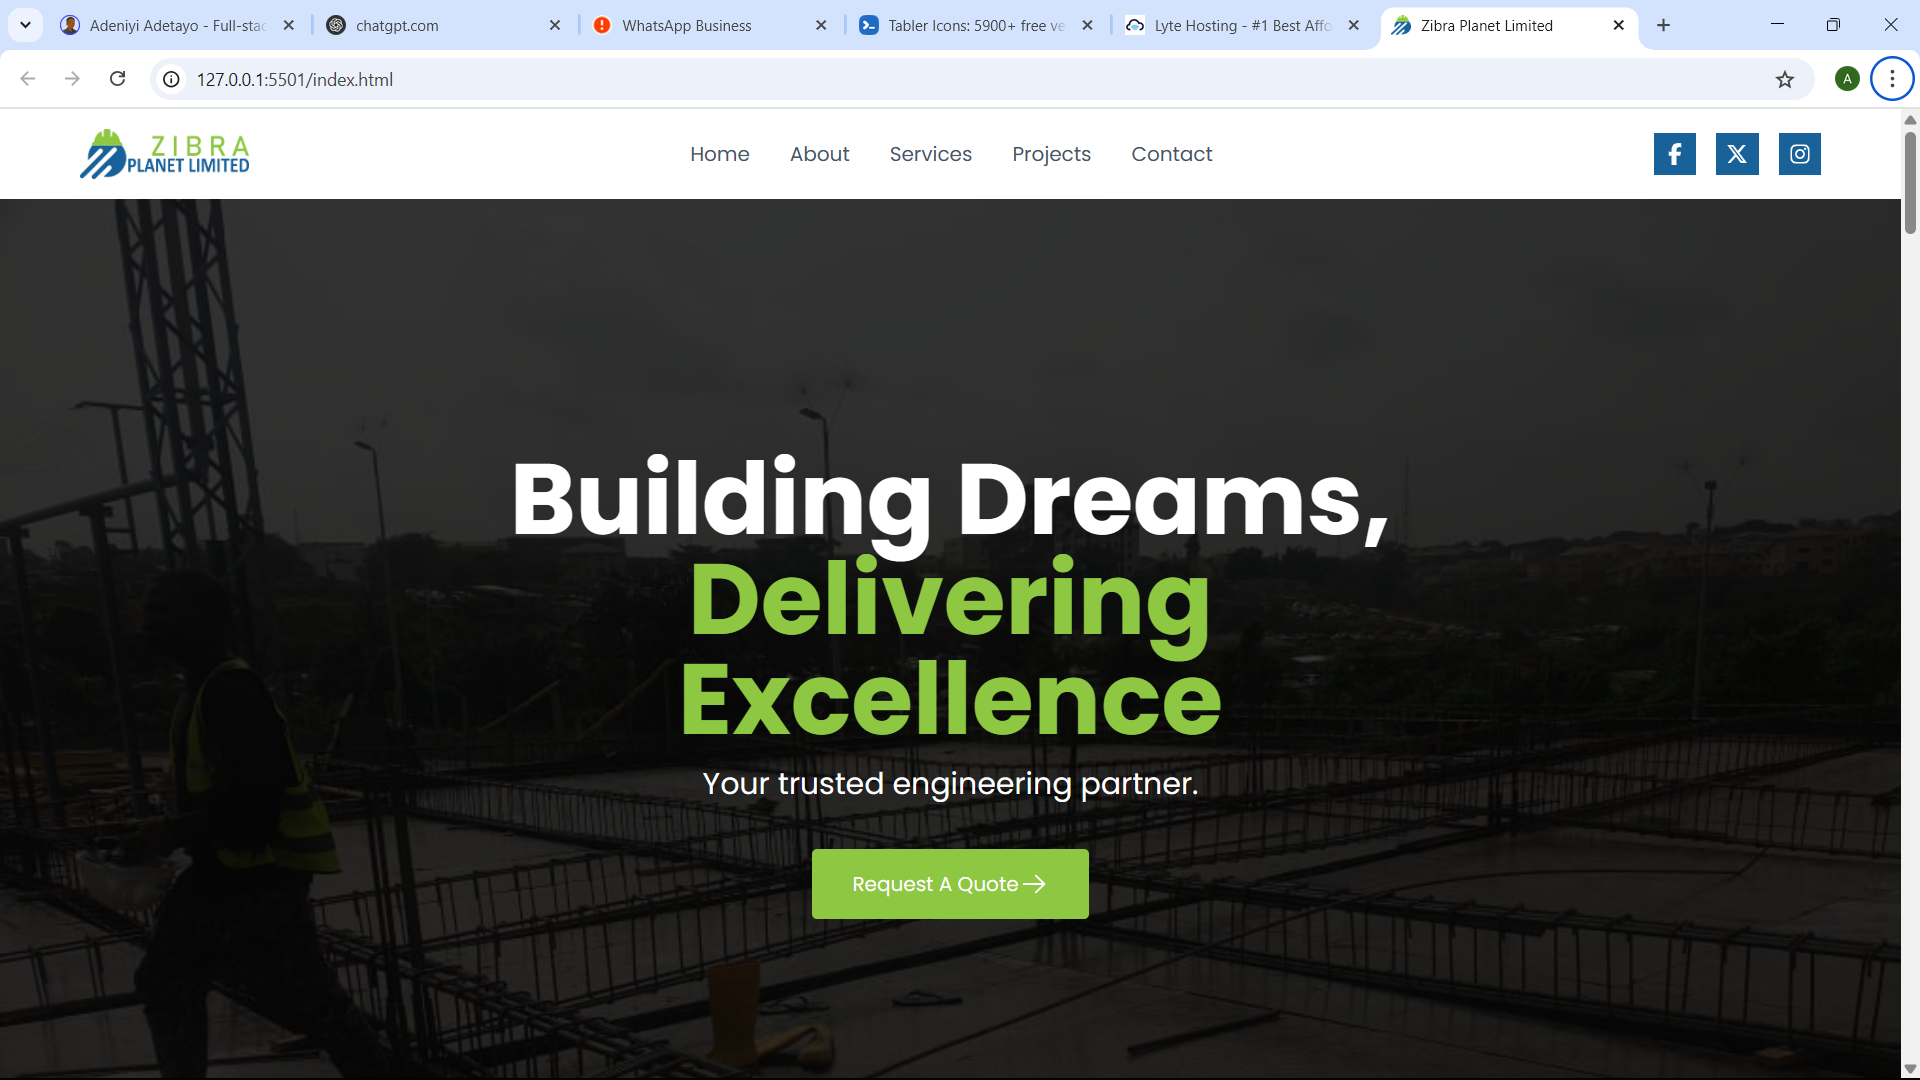 Adeniyi Adetayo - Full-stac
chatgpt.com
WhatsApp Business
Tabler Icons: 5900+ free ve
Lyte Hosting - #1 Best Affo
Zibra Planet Limited
127.0.0.1:5501/index.html
A
ZIBRA
PLANET LIMITED
Home About Services Projects Contact
Building Dreams,
Delivering
Excellence
Your trusted engineering partner.
Request A Quote